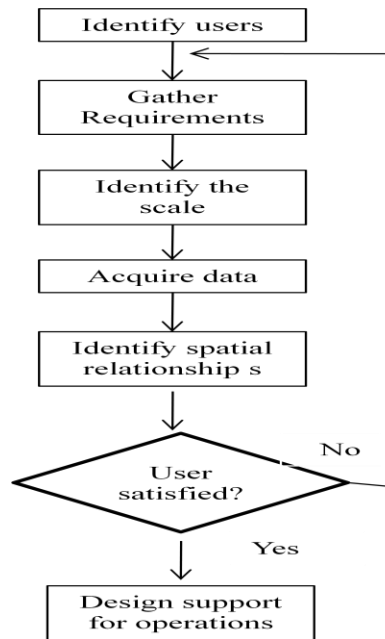 Identify users
Gather
Requirements
Identify the
scale
Acquire data
Identify spatial
relationship s
User
satisfied?
No
Yes
Design support
for operations